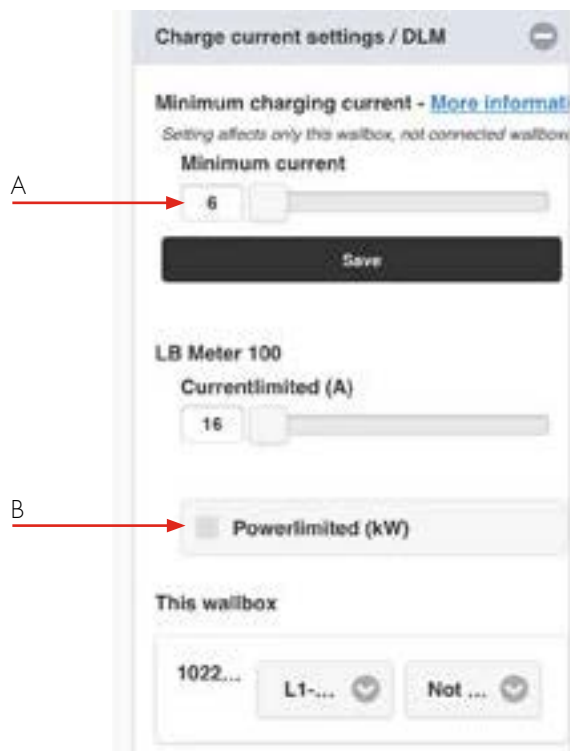 Charge current settings / DLM
Minimum charging current - More informati
Setting affects only this wallbox, not connected wallbox
Minimum current
A
6
Save
LB Meter 100
Currentlimited (A)
16
B
Powerlimited (kW)
This wallbox
1022... L1-... Not ...